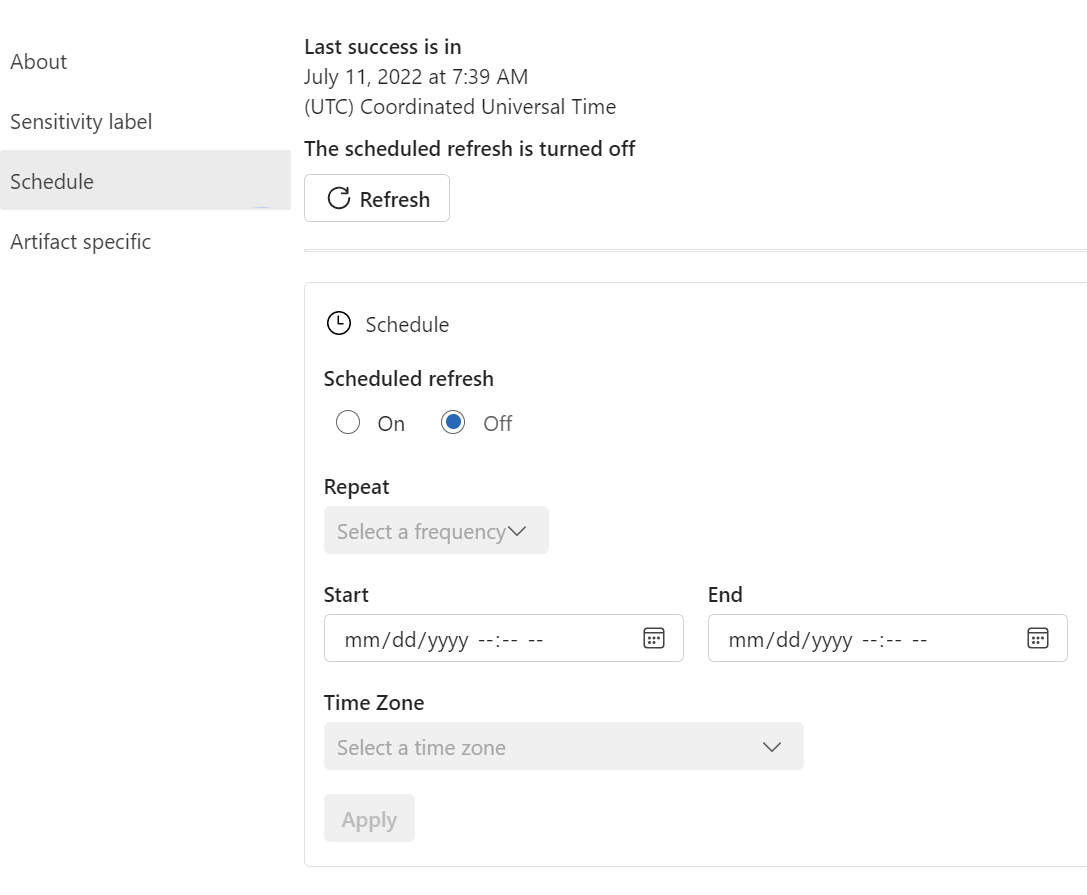 About
Sensitivity label
Schedule
Artifact specific
Last success is in
July 11, 2022 at 7:39 AM
(UTC) Coordinated Universal Time
The scheduled refresh is turned off
Refresh
Schedule
Scheduled refresh
On Off
Repeat
Select a frequency
Start End
mm/dd/yyyy --:-- -- mm/dd/yyyy --:-- --
Time Zone
Select a time zone
Apply